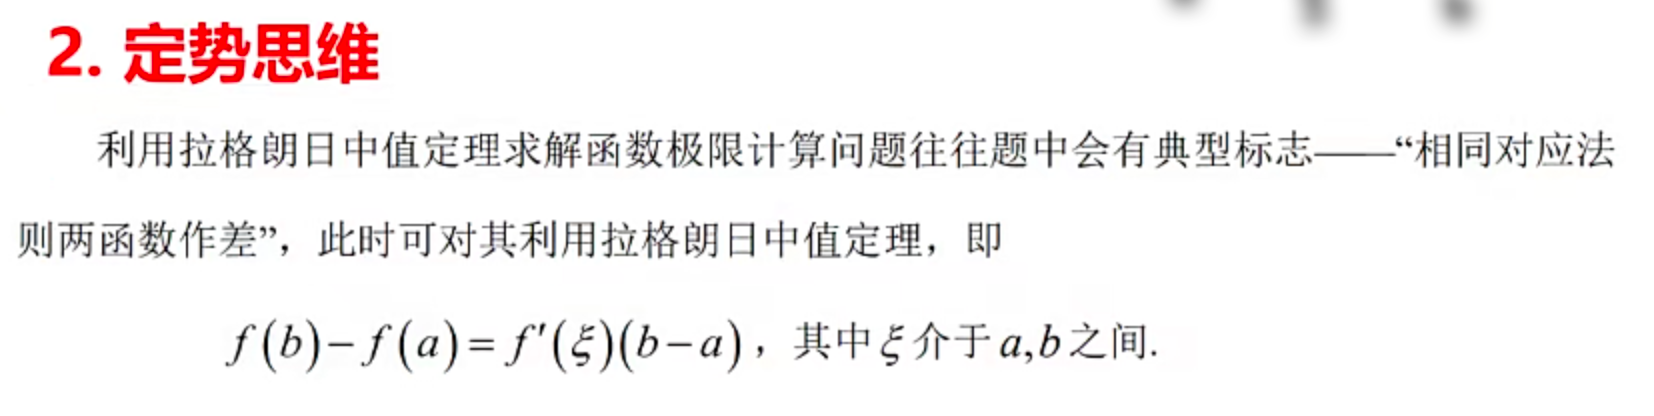 2. 定势思维
利用拉格朗日中值定理求解函数极限计算问题往往题中会有典型标志——“相同对应法
则两函数作差”，此时可对其利用拉格朗日中值定理，即
f(b)−f(a)=f′(ξ)(b−a)，其中ξ介于a,b之间.